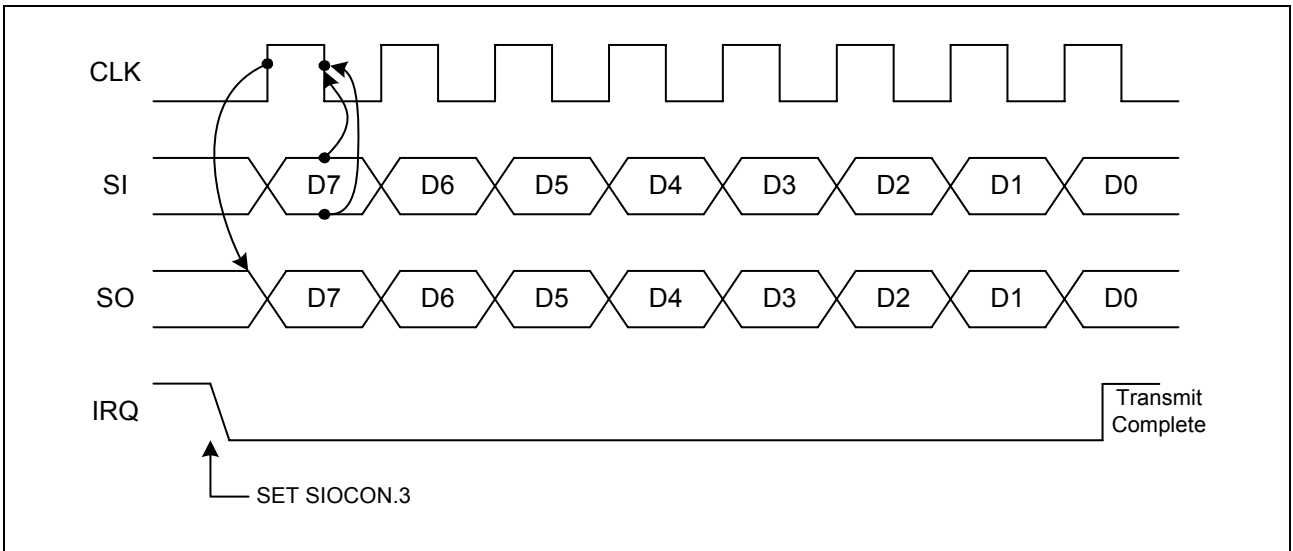 CLK
SI D7 D6 D5 D4 D3 D2 D1 D0
SO D7 D6 D5 D4 D3 D2 D1 D0
IRQ
Transmit
Complete
SET SIOCON.3